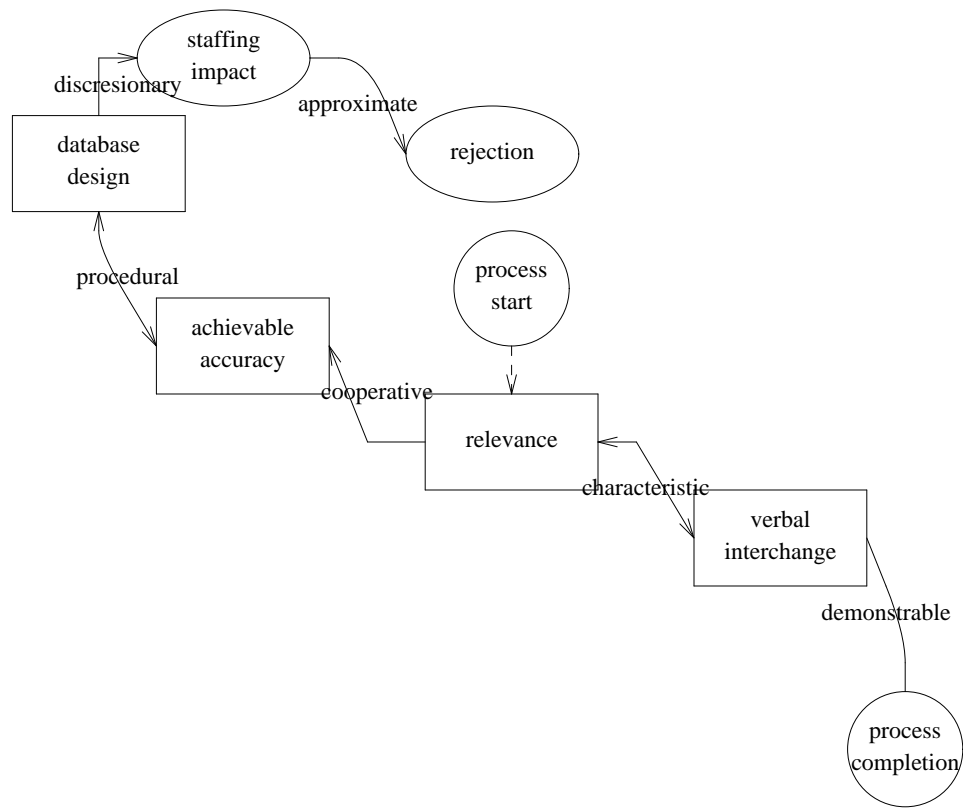 staffing
impact
discresionary
approximate
database
design
rejection
procedural
process
start
achievable
accuracy
cooperative
relevance
characteristic
verbal
interchange
demonstrable
process
completion